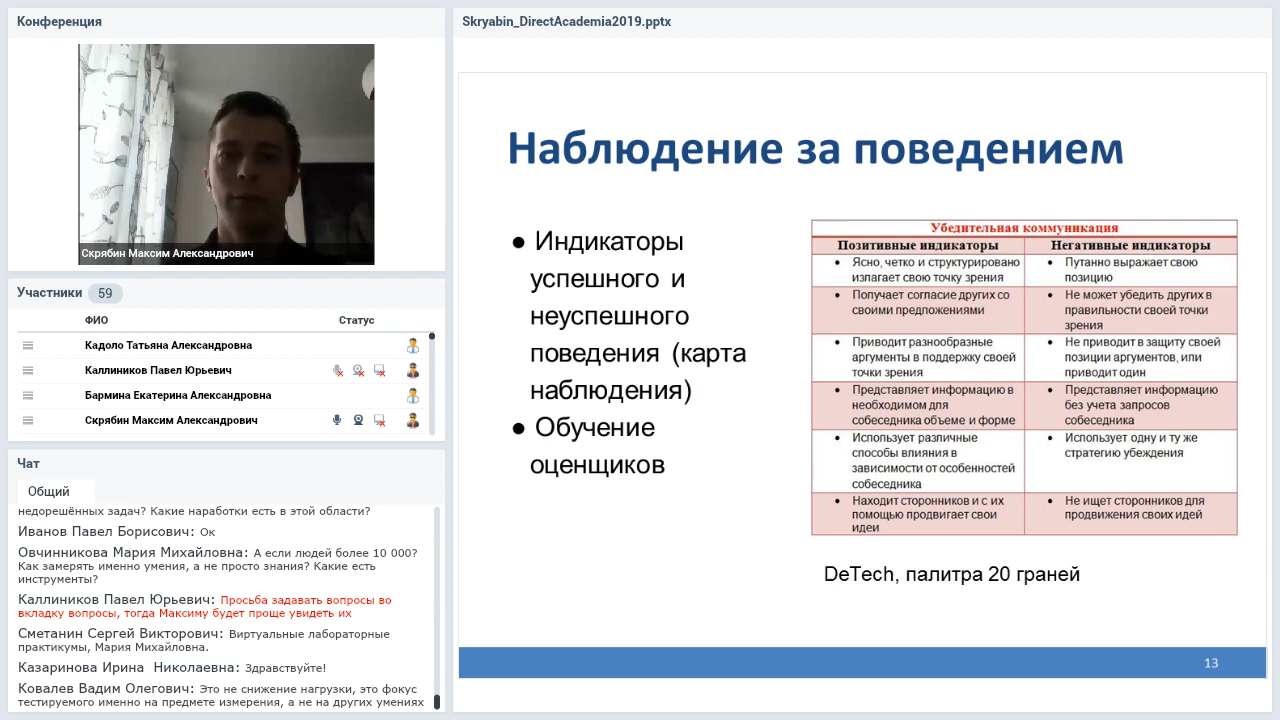 Конференция
Скрябин Максим Александрович
Участники 59
ФИО Статус
Кадоло Татьяна Александровна
Каллиников Павел Юрьевич
Бармина Екатерина Александровна
Скрябин Максим Александрович
Чат
Общий
недорешённых задач? Какие наработки есть в этой области?
Иванов Павел Борисович: Ок
Овчинникова Мария Михайловна: А если людей более 10 000?
Как замерять именно умения, а не просто знания? Какие есть
инструменты?
Каллиников Павел Юрьевич: Просьба задавать вопросы во
вкладку вопросы, тогда Максиму будет проще увидеть их
Сметанин Сергей Викторович: Виртуальные лабораторные
практикумы, Мария Михайловна.
Казаринова Ирина Николаевна: Здравствуйте!
Ковалев Вадим Олегович: Это не снижение нагрузки, это фокус
тестируемого именно на предмете измерения, а не на других умениях
Skryabin_DirectAcademia2019.pptx
Наблюдение за поведением
● Индикаторы
успешного и
неуспешного
поведения (карта
наблюдения)
● Обучение
оценщиков
Убедительная коммуникация
Позитивные индикаторы Негативные индикаторы
• Ясно, четко и структурировано
излагает свою точку зрения
• Путанно выражает свою
позицию
• Получает согласие других со
своими предложениями
• Не может убедить других в
правильности своей точки
зрения
• Приводит разнообразные
аргументы в поддержку своей
точки зрения
• Не приводит в защиту своей
позиции аргументов, или
приводит один
• Представляет информацию в
необходимом для
собеседника объеме и форме
• Представляет информацию
без учета запросов
собеседника
• Использует различные
способы влияния в
зависимости от особенностей
собеседника
• Использует одну и ту же
стратегию убеждения
• Находит сторонников и с их
помощью продвигает свои
идеи
• Не ищет сторонников для
продвижения своих идей
DeTech, палитра 20 граней
13